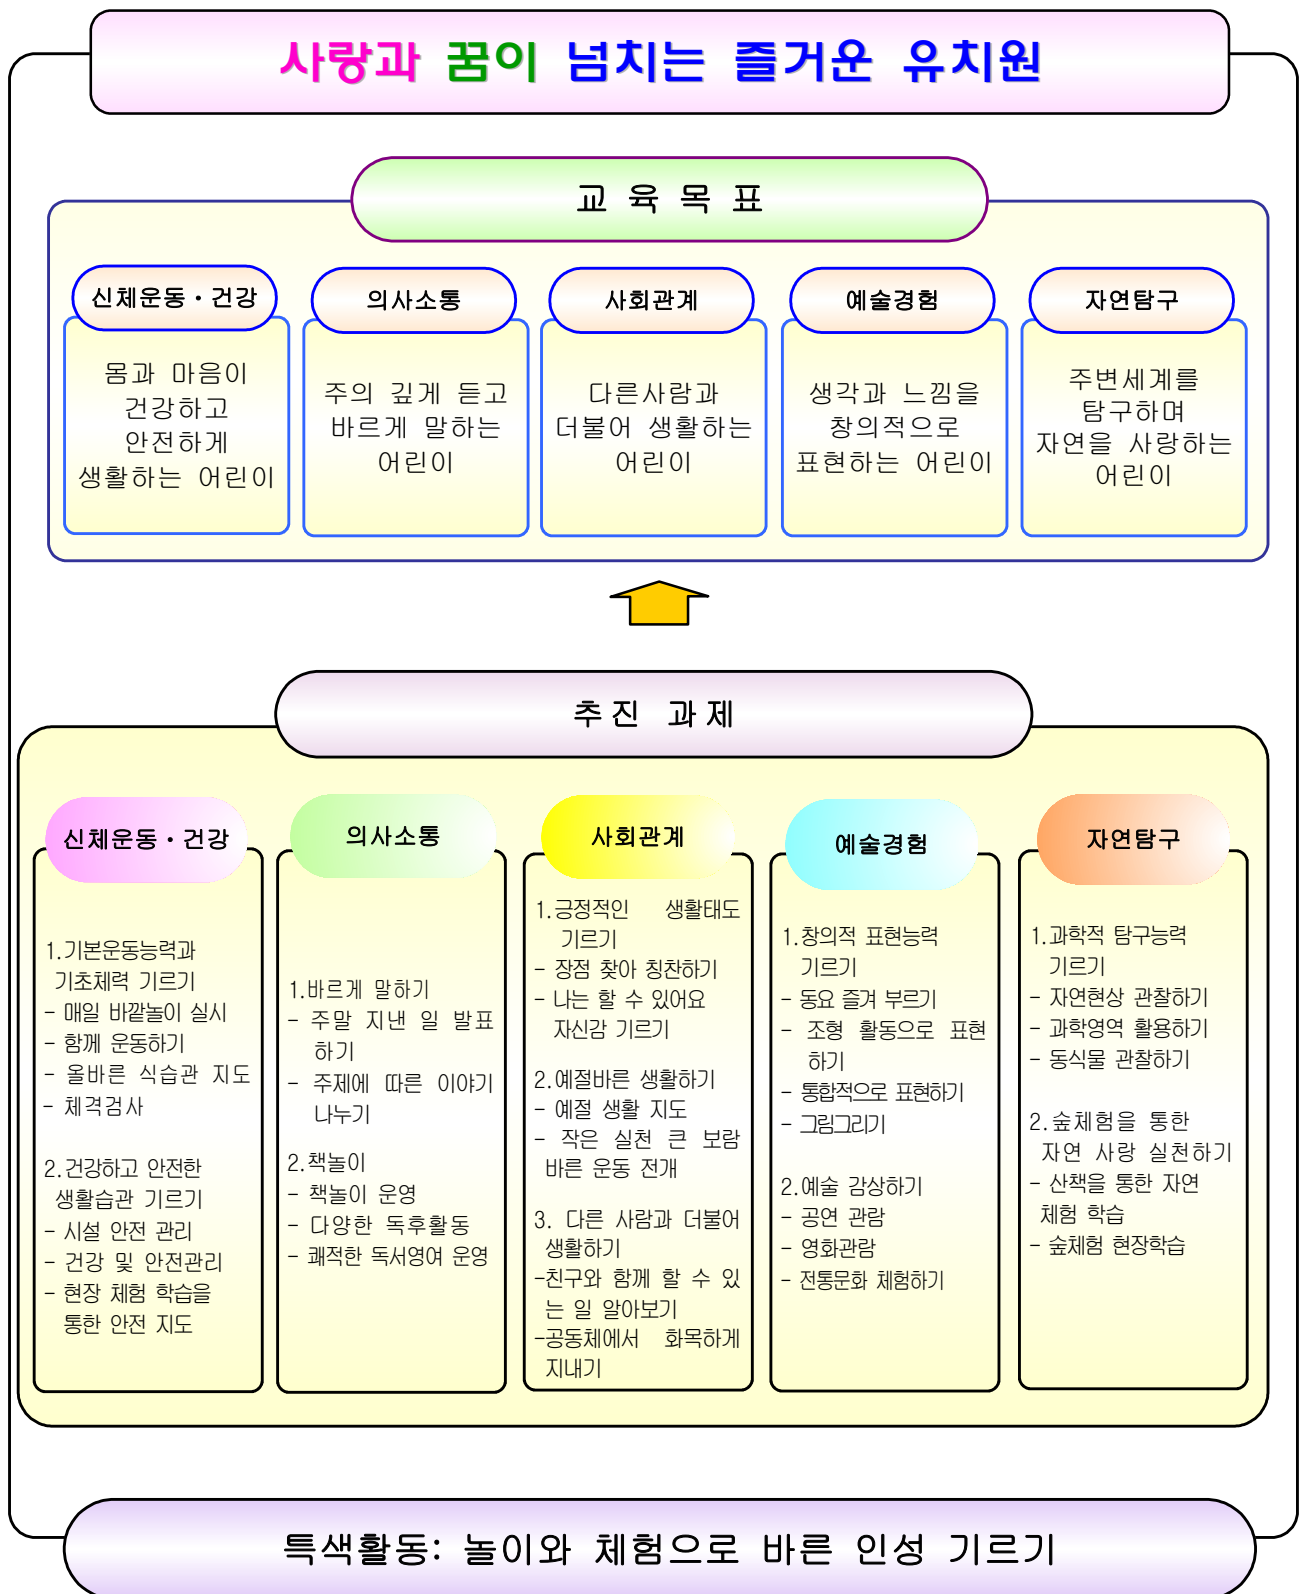 사랑과 꿈이 넘치는 즐거운 유치원
교 육 목 표
신체운동・건강
몸과 마음이
건강하고
안전하게
생활하는 어린이
의사소통
주의 깊게 듣고
바르게 말하는
어린이
사회관계
다른사람과
더불어 생활하는
어린이
예술경험
생각과 느낌을
창의적으로
표현하는 어린이
자연탐구
주변세계를
탐구하며
자연을 사랑하는
어린이
추진 과제
신체운동・건강
1.기본운동능력과
기초체력 기르기
- 매일 바깥놀이 실시
- 함께 운동하기
- 올바른 식습관 지도
- 체격검사
2.건강하고 안전한
생활습관 기르기
- 시설 안전 관리
- 건강 및 안전관리
- 현장 체험 학습을
통한 안전 지도
의사소통
1.바르게 말하기
- 주말 지낸 일 발표
하기
- 주제에 따른 이야기
나누기
2.책놀이
- 책놀이 운영
- 다양한 독후활동
- 쾌적한 독서영여 운영
사회관계
1.긍정적인 생활태도
기르기
- 장점 찾아 칭찬하기
- 나는 할 수 있어요
자신감 기르기
2.예절바른 생활하기
- 예절 생활 지도
- 작은 실천 큰 보람
바른 운동 전개
3. 다른 사람과 더불어
생활하기
-친구와 함께 할 수 있
는 일 알아보기
-공동체에서 화목하게
지내기
예술경험
1.창의적 표현능력
기르기
- 동요 즐겨 부르기
- 조형 활동으로 표현
하기
- 통합적으로 표현하기
- 그림그리기
2.예술 감상하기
- 공연 관람
- 영화관람
- 전통문화 체험하기
자연탐구
1.과학적 탐구능력
기르기
- 자연현상 관찰하기
- 과학영역 활용하기
- 동식물 관찰하기
2.숲체험을 통한
자연 사랑 실천하기
- 산책을 통한 자연
체험 학습
- 숲체험 현장학습
특색활동: 놀이와 체험으로 바른 인성 기르기